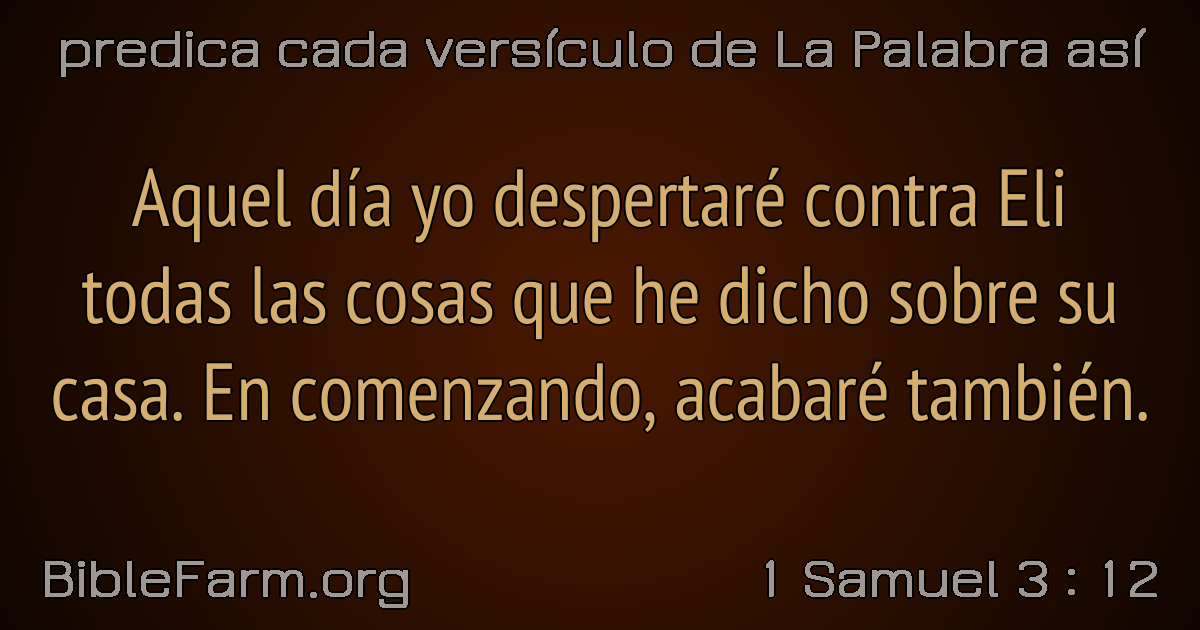 predica cada versículo de La Palabra así
Aquel día yo despertaré contra Eli
todas las cosas que he dicho sobre su
casa. En comenzando, acabaré también.
BibleFarm.org
1 Samuel 3 : 12